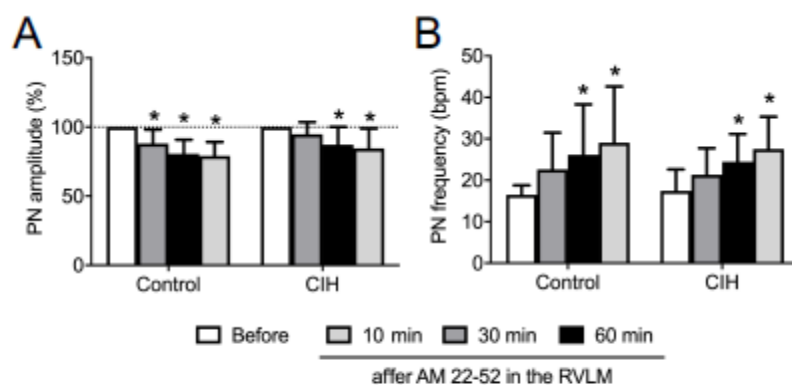 A
B
PN amplitude (%)
150
100
50
0
* * *
* *
Control
CIH
PN frequency (bpm)
50
40
30
20
10
0
* *
* *
Control
CIH
Before
10 min
30 min
60 min
affer AM 22-52 in the RVLM